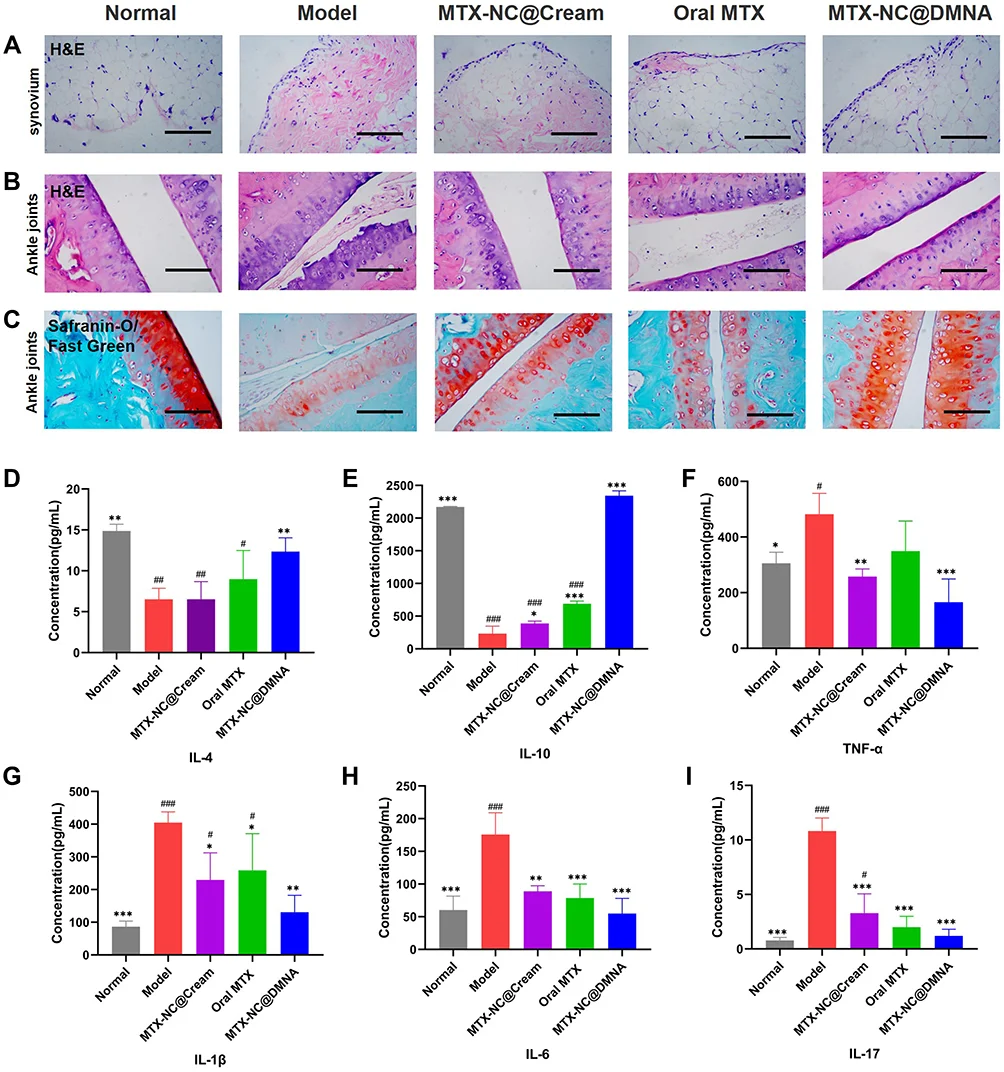 Normal Model MTX-NC@Cream Oral MTX MTX-NC@DMNA
A
H&E
synovium
B
H&E
Ankle joints
C
Safranin-O/
Fast Green
Ankle joints
D
Concentration(pg/mL)
20
15
10
5
0
**
##
##
#
**
Normal
Model
MTX-NC@Cream
Oral MTX
MTX-NC@DMNA
IL-4
E
Concentration(pg/mL)
2500
2000
1500
1000
500
0
***
###
###
*
###
***
***
Normal
Model
MTX-NC@Cream
Oral MTX
MTX-NC@DMNA
IL-10
F
Concentration(pg/mL)
600
400
200
0
*
#
**
***
Normal
Model
MTX-NC@Cream
Oral MTX
MTX-NC@DMNA
TNF-α
G
Concentration(pg/mL)
500
400
300
200
100
0
***
###
#
*
#
*
**
Normal
Model
MTX-NC@Cream
Oral MTX
MTX-NC@DMNA
IL-1β
H
Concentration(pg/mL)
250
200
150
100
50
0
***
###
**
***
***
Normal
Model
MTX-NC@Cream
Oral MTX
MTX-NC@DMNA
IL-6
I
Concentration(pg/mL)
15
10
5
0
***
###
#
***
***
***
Normal
Model
MTX-NC@Cream
Oral MTX
MTX-NC@DMNA
IL-17